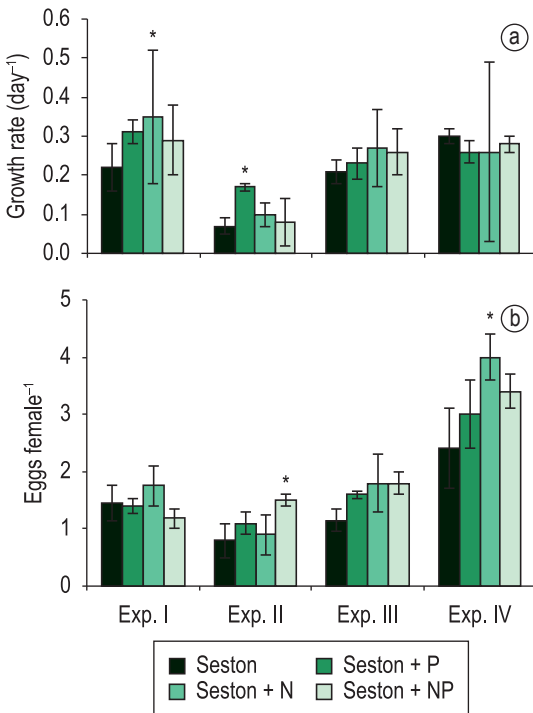 Growth rate (day⁻¹)
0.6
0.5
0.4
0.3
0.2
0.1
0.0
*
*
a
Eggs female⁻¹
5
4
3
2
1
0
*
*
b
Exp. I Exp. II Exp. III Exp. IV
Seston Seston + P
Seston + N Seston + NP